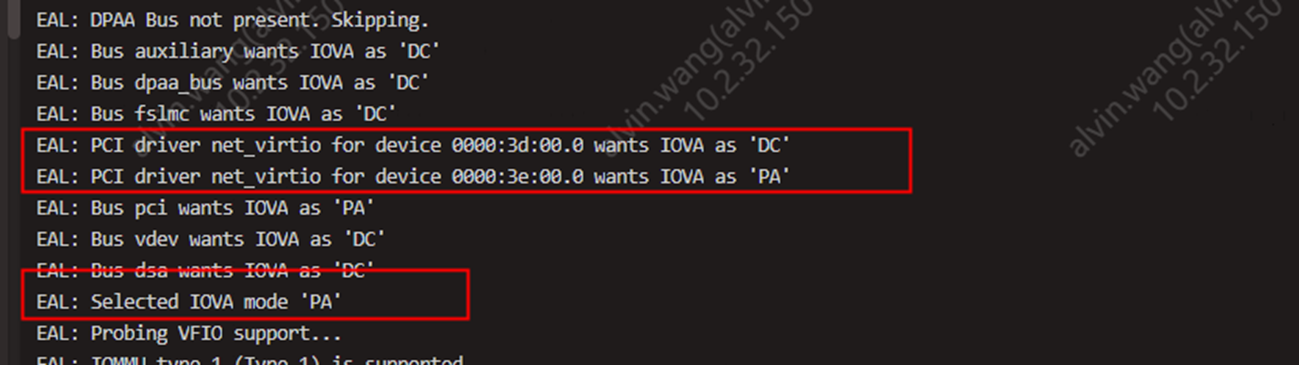 EAL: DPAA Bus not present. Skipping.
EAL: Bus auxiliary wants IOVA as 'DC'
EAL: Bus dpaa_bus wants IOVA as 'DC'
EAL: Bus fslmc wants IOVA as 'DC'
EAL: PCI driver net_virtio for device 0000:3d:00.0 wants IOVA as 'DC'
EAL: PCI driver net_virtio for device 0000:3e:00.0 wants IOVA as 'PA'
EAL: Bus pci wants IOVA as 'PA'
EAL: Bus vdev wants IOVA as 'DC'
EAL: Bus dsa wants IOVA as 'DC'
EAL: Selected IOVA mode 'PA'
EAL: Probing VFIO support...
EAL: IOMMU type 1 (Type 1) is supported
alvin.wang(alvin
10.2.32.150
alvin.wang(alvin
10.2.32.150
alvin.wang(alvin
10.2.32.150